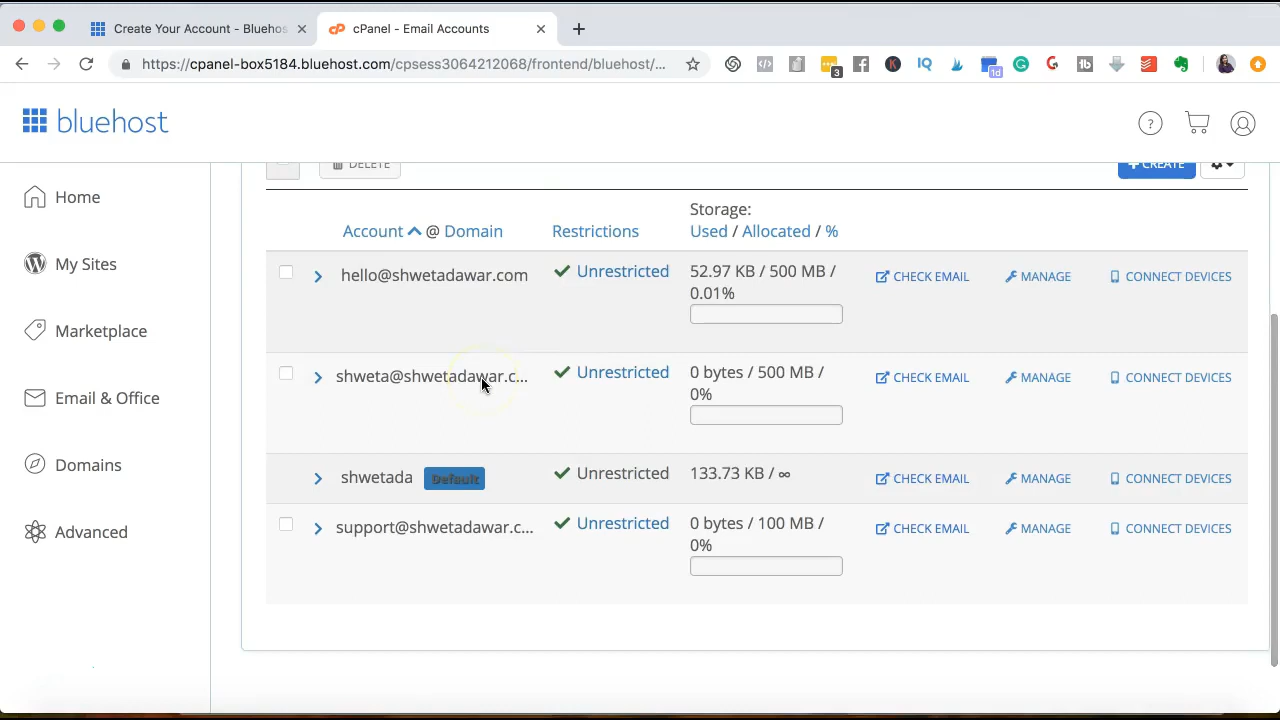 Create Your Account - Bluehos
cPanel - Email Accounts
https://cpanel-box5184.bluehost.com/cpsess3064212068/frontend/bluehost/...
3
IQ
1d
tb
bluehost
?
Home
My Sites
Marketplace
Email & Office
Domains
Advanced
DELETE
+ CREATE
Account @ Domain
Restrictions
Storage:
Used / Allocated / %
hello@shwetadawar.com
Unrestricted
52.97 KB / 500 MB /
0.01%
CHECK EMAIL
MANAGE
CONNECT DEVICES
shweta@shwetadawar.c...
Unrestricted
0 bytes / 500 MB /
0%
CHECK EMAIL
MANAGE
CONNECT DEVICES
shwetada Default
Unrestricted
133.73 KB / ∞
CHECK EMAIL
MANAGE
CONNECT DEVICES
support@shwetadawar.c...
Unrestricted
0 bytes / 100 MB /
0%
CHECK EMAIL
MANAGE
CONNECT DEVICES